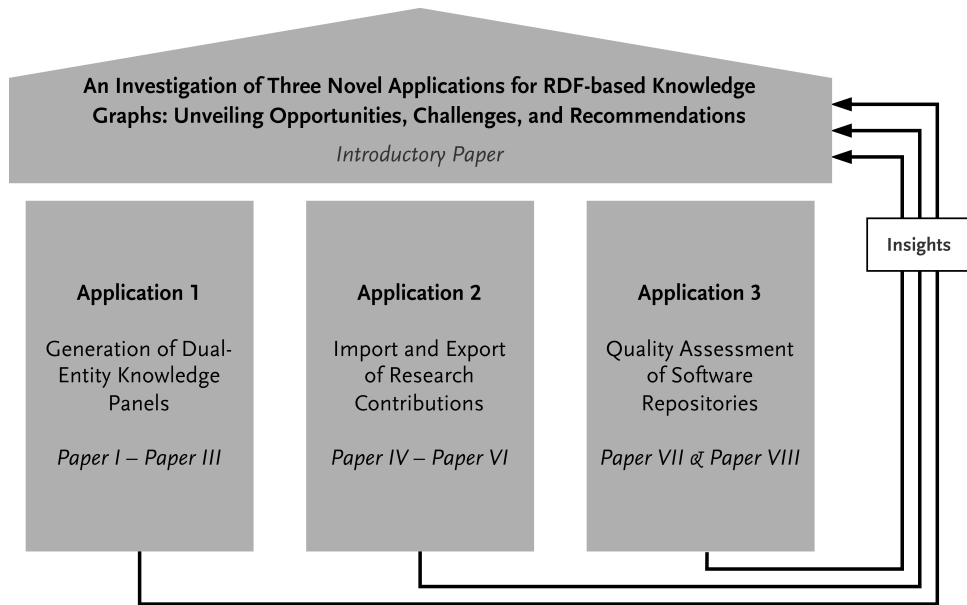 An Investigation of Three Novel Applications for RDF-based Knowledge
Graphs: Unveiling Opportunities, Challenges, and Recommendations
Introductory Paper
Insights
Application 1
Generation of Dual-
Entity Knowledge
Panels
Paper I – Paper III
Application 2
Import and Export
of Research
Contributions
Paper IV – Paper VI
Application 3
Quality Assessment
of Software
Repositories
Paper VII & Paper VIII